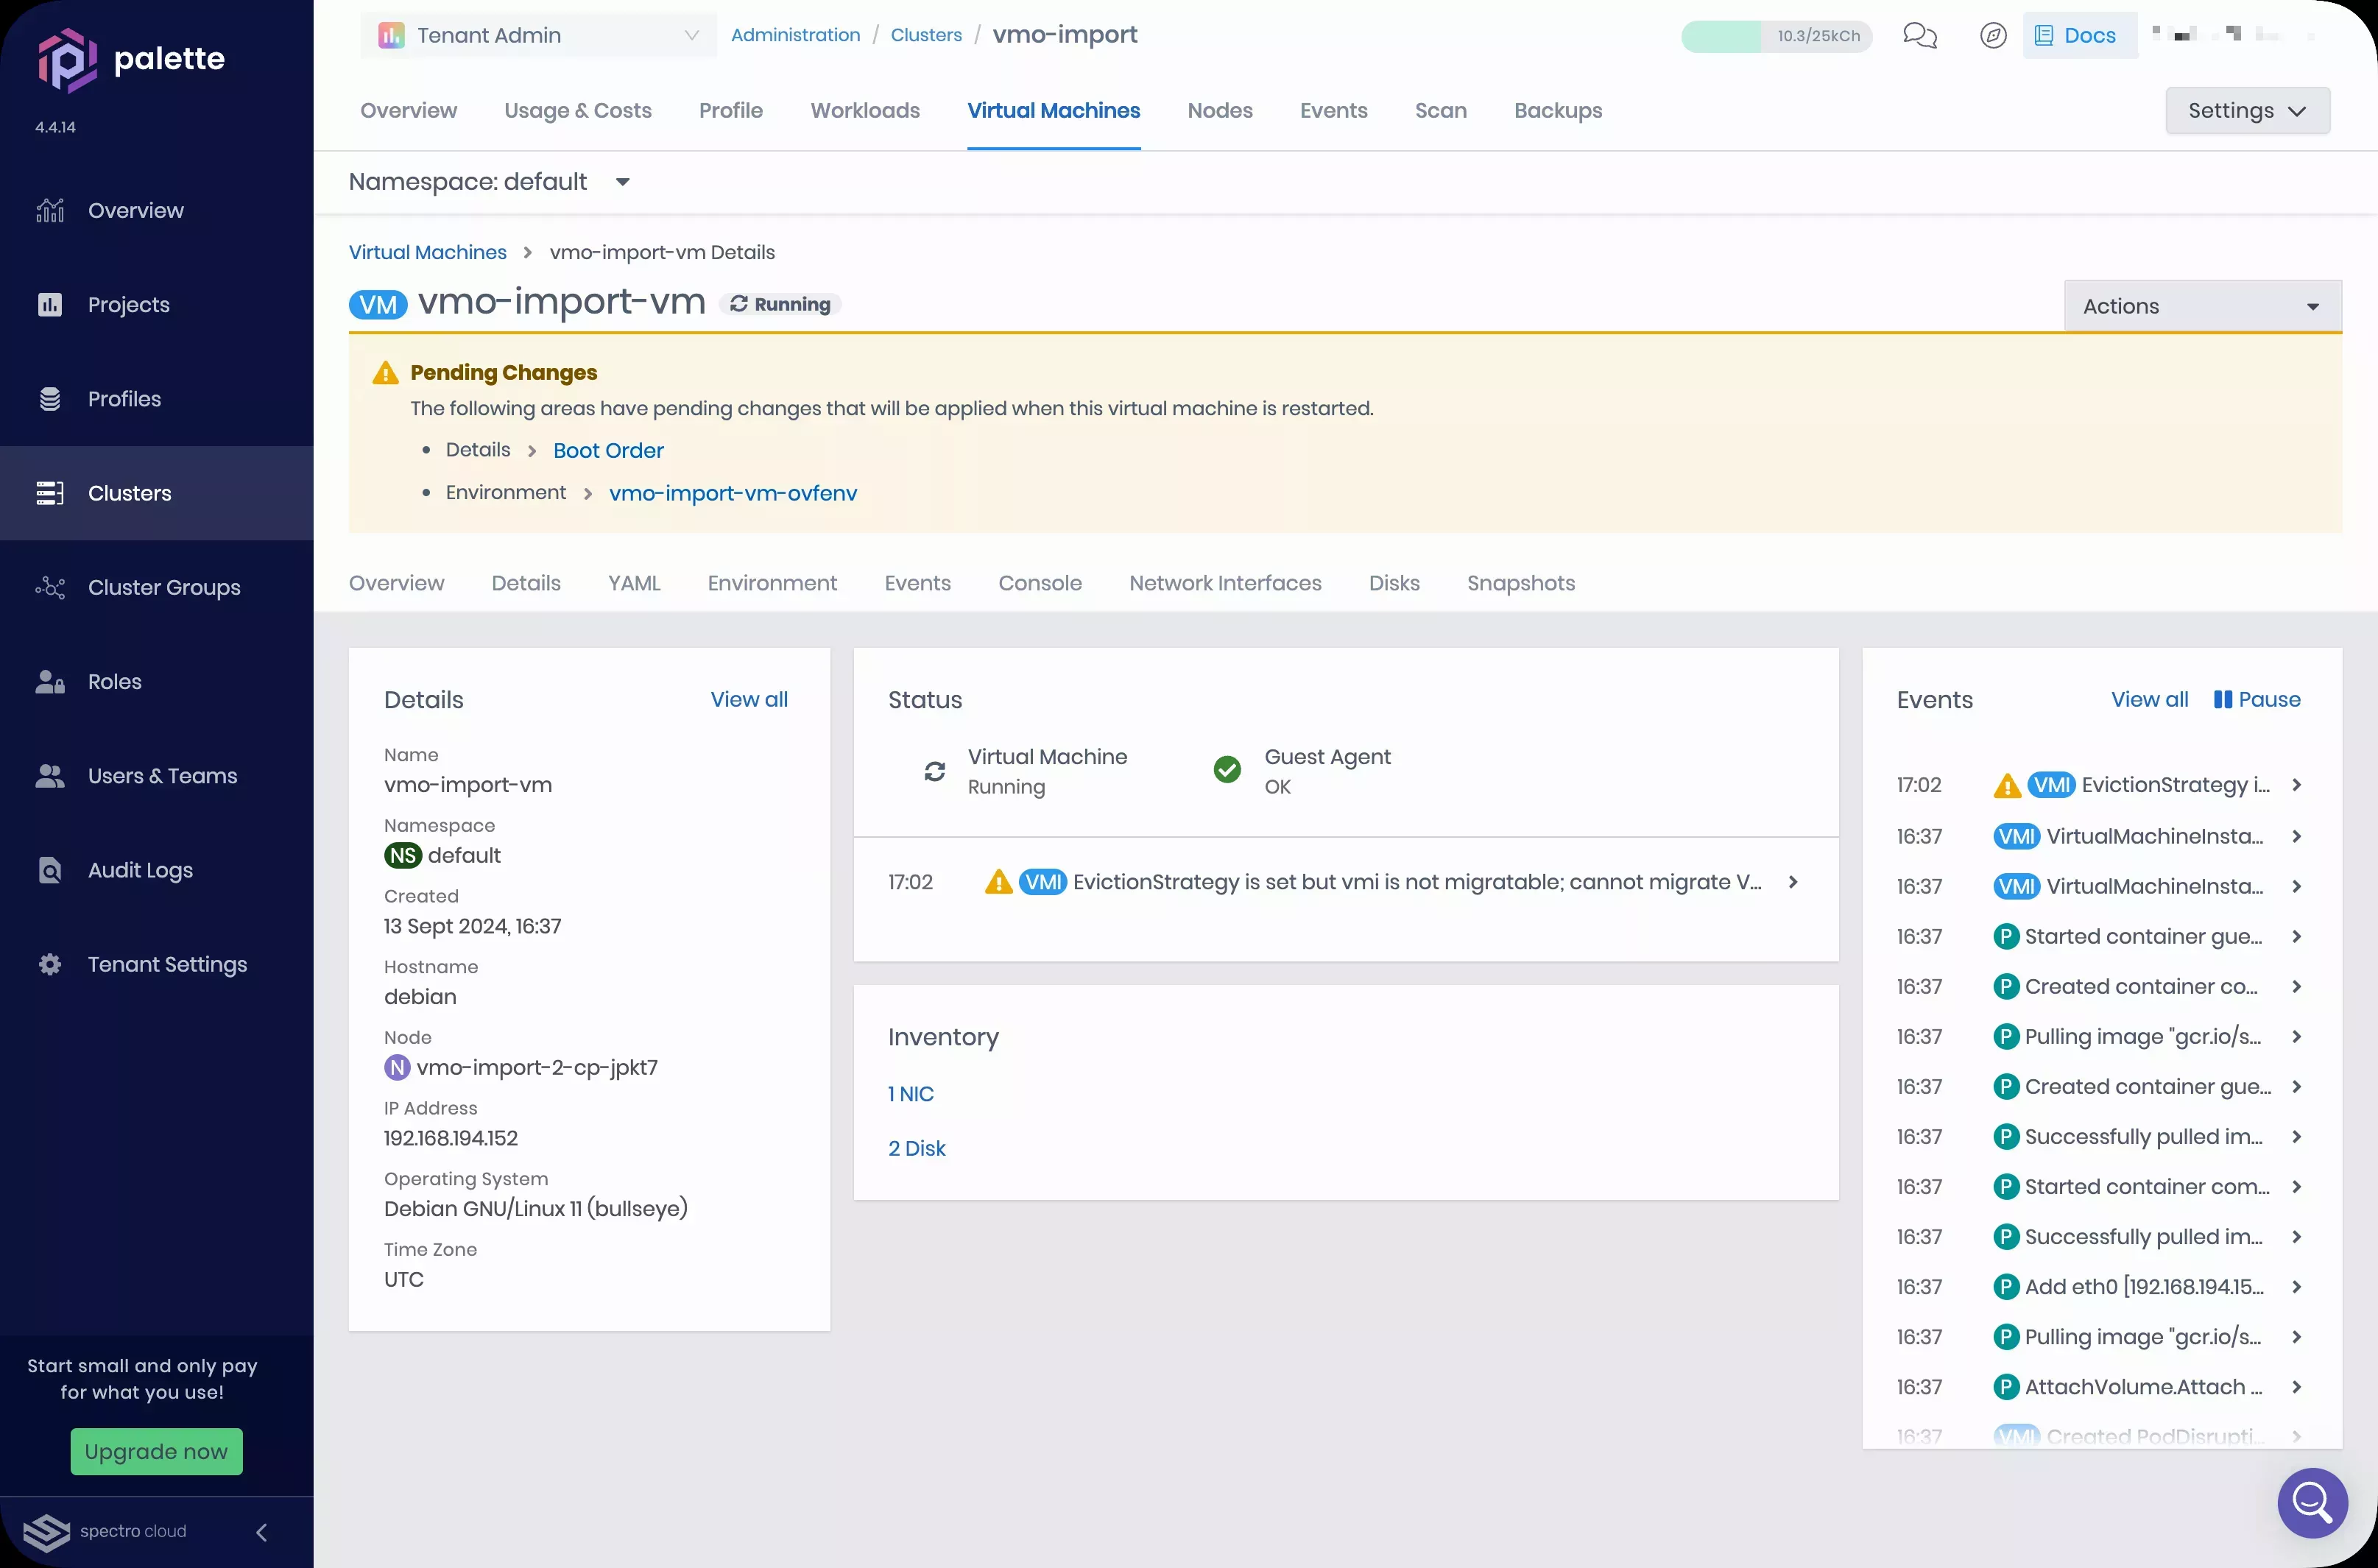 palette
4.4.14
Overview
Projects
Profiles
Clusters
Cluster Groups
Roles
Users & Teams
Audit Logs
Tenant Settings
Start small and only pay
for what you use!
Upgrade now
spectro cloud
Tenant Admin
Administration / Clusters / vmo-import
10.3/25kCh
Docs
Overview
Usage & Costs
Profile
Workloads
Virtual Machines
Nodes
Events
Scan
Backups
Settings
Namespace: default
Virtual Machines > vmo-import-vm Details
VM vmo-import-vm Running
Actions
Pending Changes
The following areas have pending changes that will be applied when this virtual machine is restarted.
• Details > Boot Order
• Environment > vmo-import-vm-ovfenv
Overview
Details
YAML
Environment
Events
Console
Network Interfaces
Disks
Snapshots
Details
View all
Name
vmo-import-vm
Namespace
NS default
Created
13 Sept 2024, 16:37
Hostname
debian
Node
N vmo-import-2-cp-jpkt7
IP Address
192.168.194.152
Operating System
Debian GNU/Linux 11 (bullseye)
Time Zone
UTC
Status
Virtual Machine
Running
Guest Agent
OK
17:02 VMI EvictionStrategy is set but vmi is not migratable; cannot migrate V...
Inventory
1 NIC
2 Disk
Events
View all
Pause
17:02 VMI EvictionStrategy i...
16:37 VMI VirtualMachineInsta...
16:37 VMI VirtualMachineInsta...
16:37 P Started container gue...
16:37 P Created container co...
16:37 P Pulling image "gcr.io/s...
16:37 P Created container gue...
16:37 P Successfully pulled im...
16:37 P Started container com...
16:37 P Successfully pulled im...
16:37 P Add eth0 [192.168.194.15...
16:37 P Pulling image "gcr.io/s...
16:37 P AttachVolume.Attach ...
16:37 VMI Created PodDisrupti...